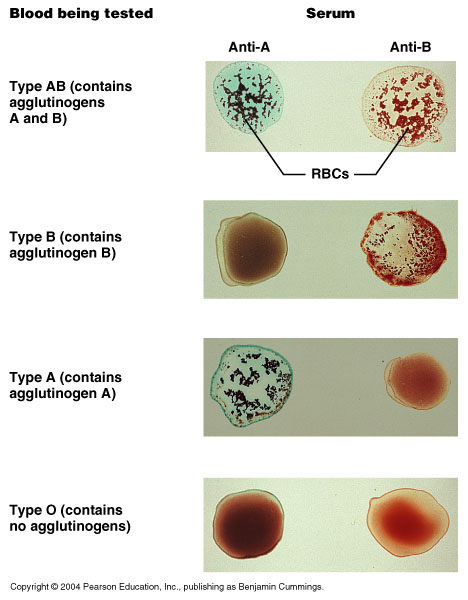 Blood being tested
Serum
Anti-A
Anti-B
Type AB (contains
agglutinogens
A and B)
RBCs
Type B (contains
agglutinogen B)
Type A (contains
agglutinogen A)
Type O (contains
no agglutinogens)
Copyright © 2004 Pearson Education, Inc., publishing as Benjamin Cummings.